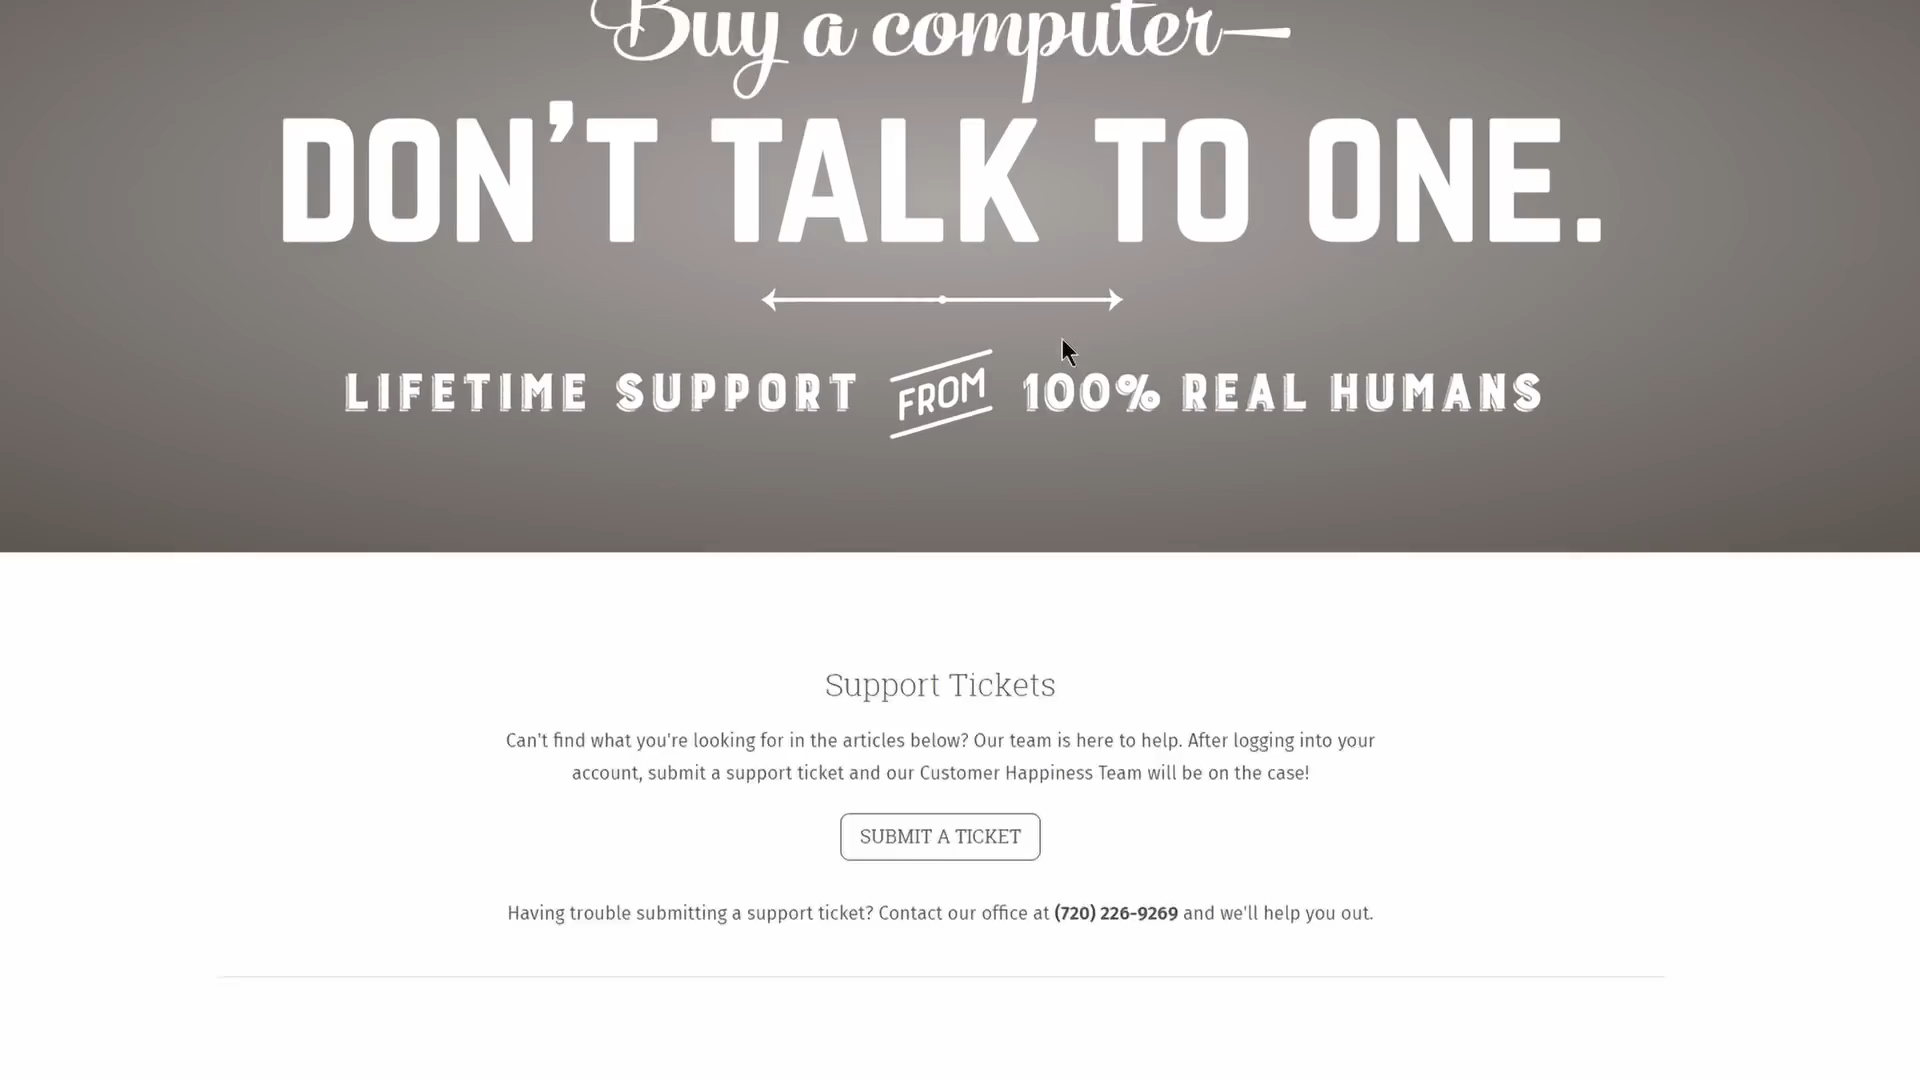 Buy a computer—
DON'T TALK TO ONE.
LIFETIME SUPPORT FROM 100% REAL HUMANS
Support Tickets
Can't find what you're looking for in the articles below? Our team is here to help. After logging into your
account, submit a support ticket and our Customer Happiness Team will be on the case!
SUBMIT A TICKET
Having trouble submitting a support ticket? Contact our office at (720) 226-9269 and we'll help you out.